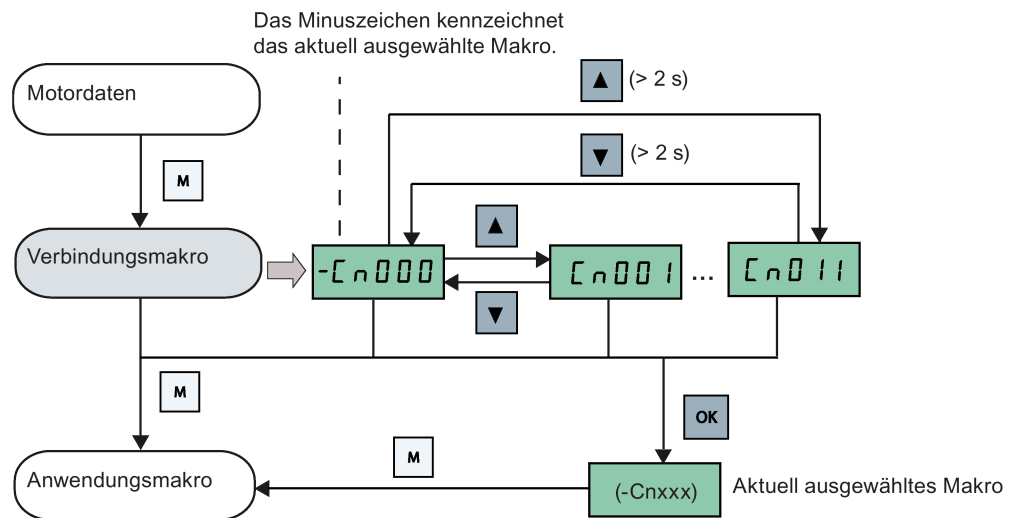 Das Minuszeichen kennzeichnet
das aktuell ausgewählte Makro.
▲ (> 2 s)
Motordaten
▼ (> 2 s)
M
▲
Verbindungsmakro
-Cn000
Cn001
...
Cn011
▼
M
OK
M
Anwendungsmakro
(-Cnxxx)
Aktuell ausgewähltes Makro